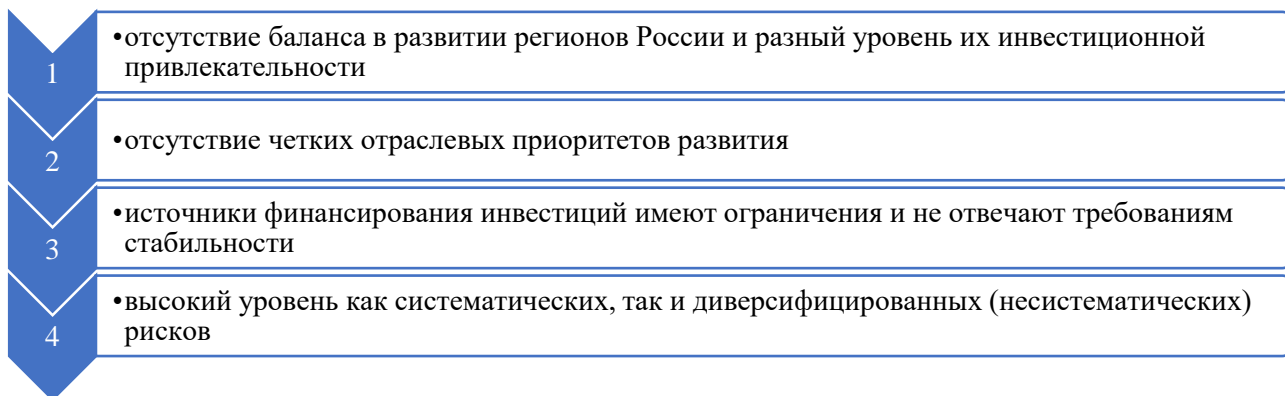 1
•отсутствие баланса в развитии регионов России и разный уровень их инвестиционной
привлекательности
2
•отсутствие четких отраслевых приоритетов развития
3
•источники финансирования инвестиций имеют ограничения и не отвечают требованиям
стабильности
4
•высокий уровень как систематических, так и диверсифицированных (несистематических)
рисков